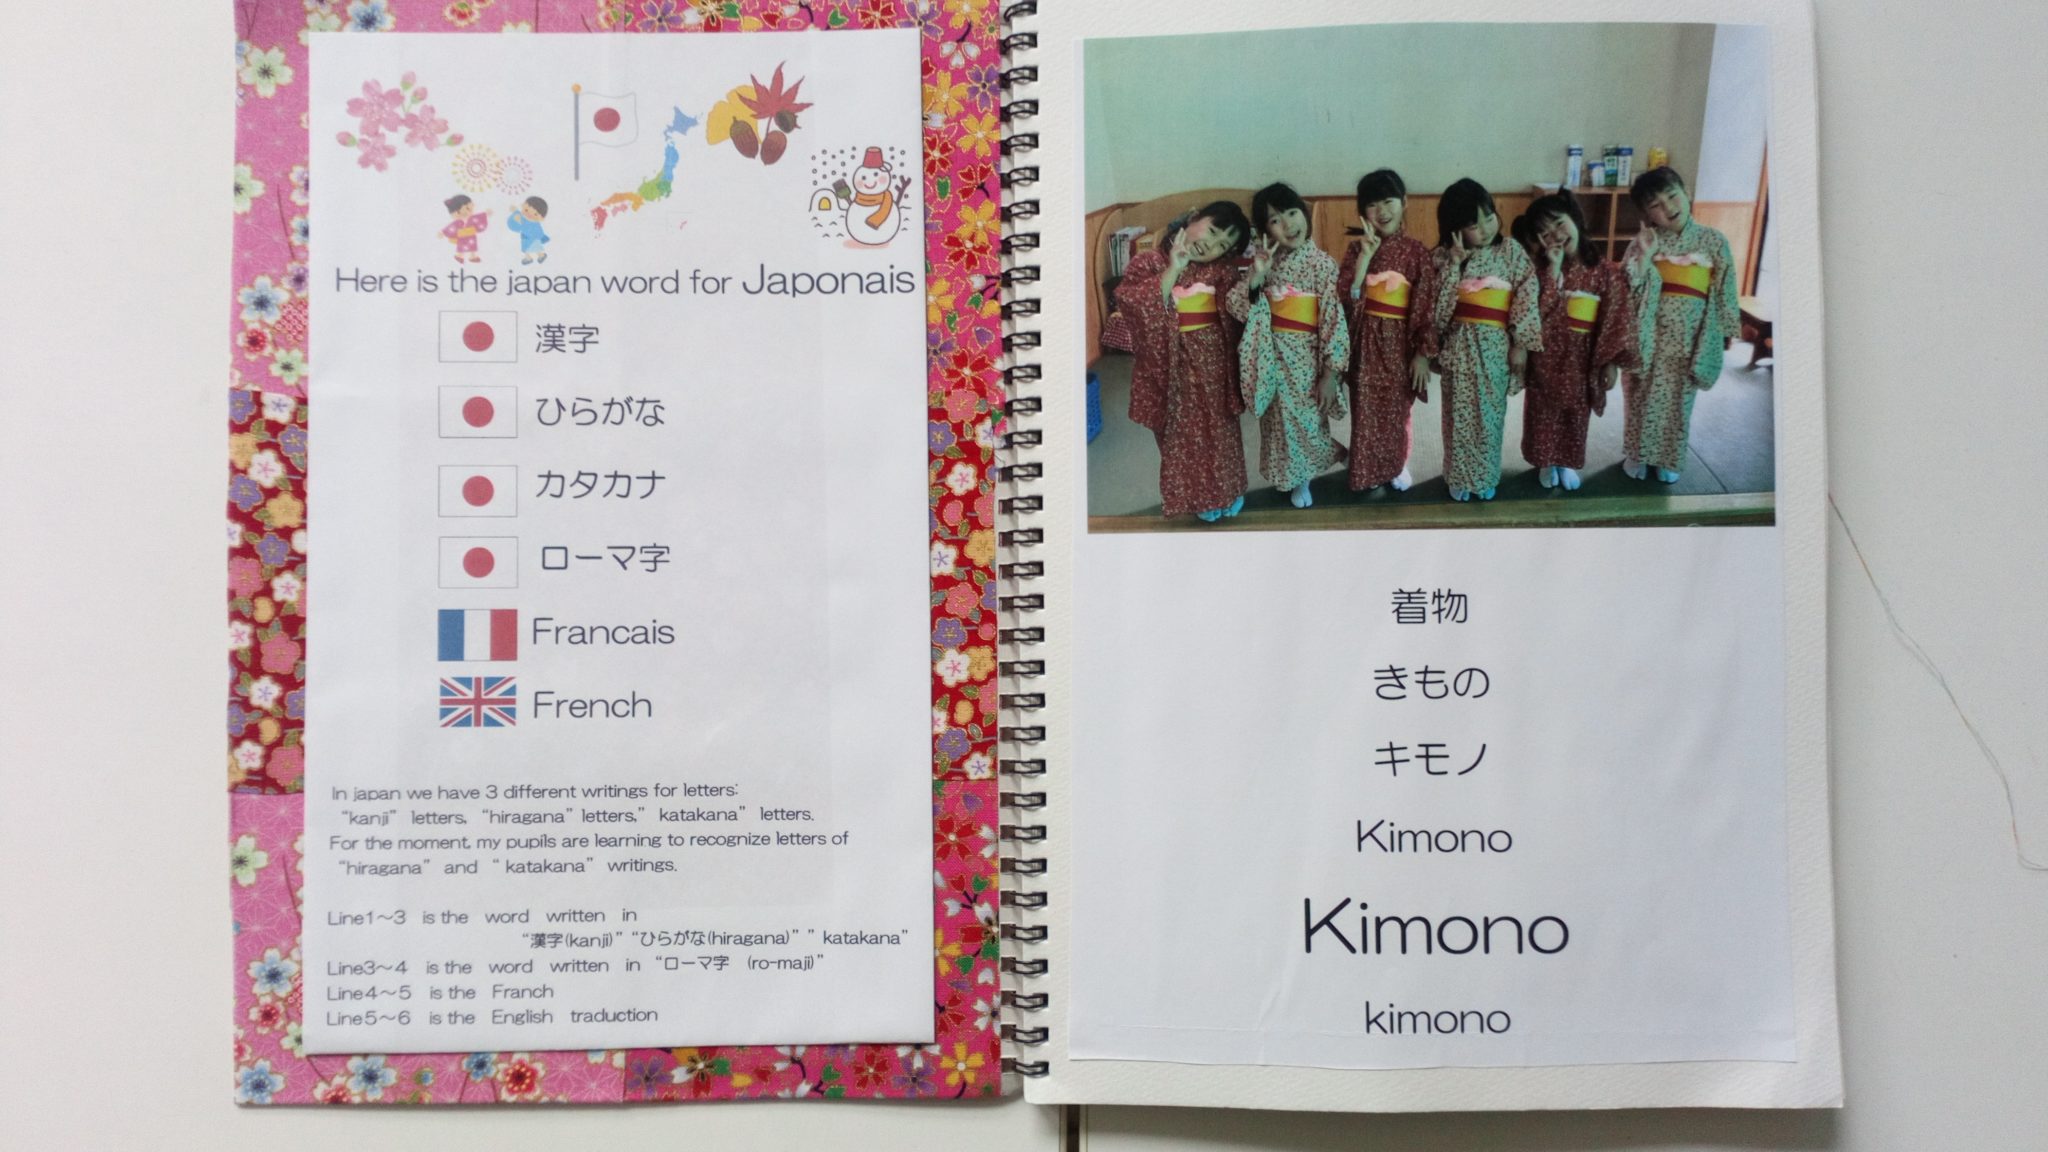 Here is the japan word for Japonais
漢字
ひらがな
カタカナ
ローマ字
Francais
French
In japan we have 3 different writings for letters:
“kanji” letters, “hiragana” letters,” katakana” letters.
For the moment, my pupils are learning to recognize letters of
“hiragana” and “ katakana” writings.
Line1～3 is the word written in
“漢字(kanji)” “ひらがな(hiragana)” ” katakana”
Line3～4 is the word written in “ローマ字 (ro-maji)”
Line4～5 is the Franch
Line5～6 is the English traduction
着物
きもの
キモノ
Kimono
Kimono
kimono